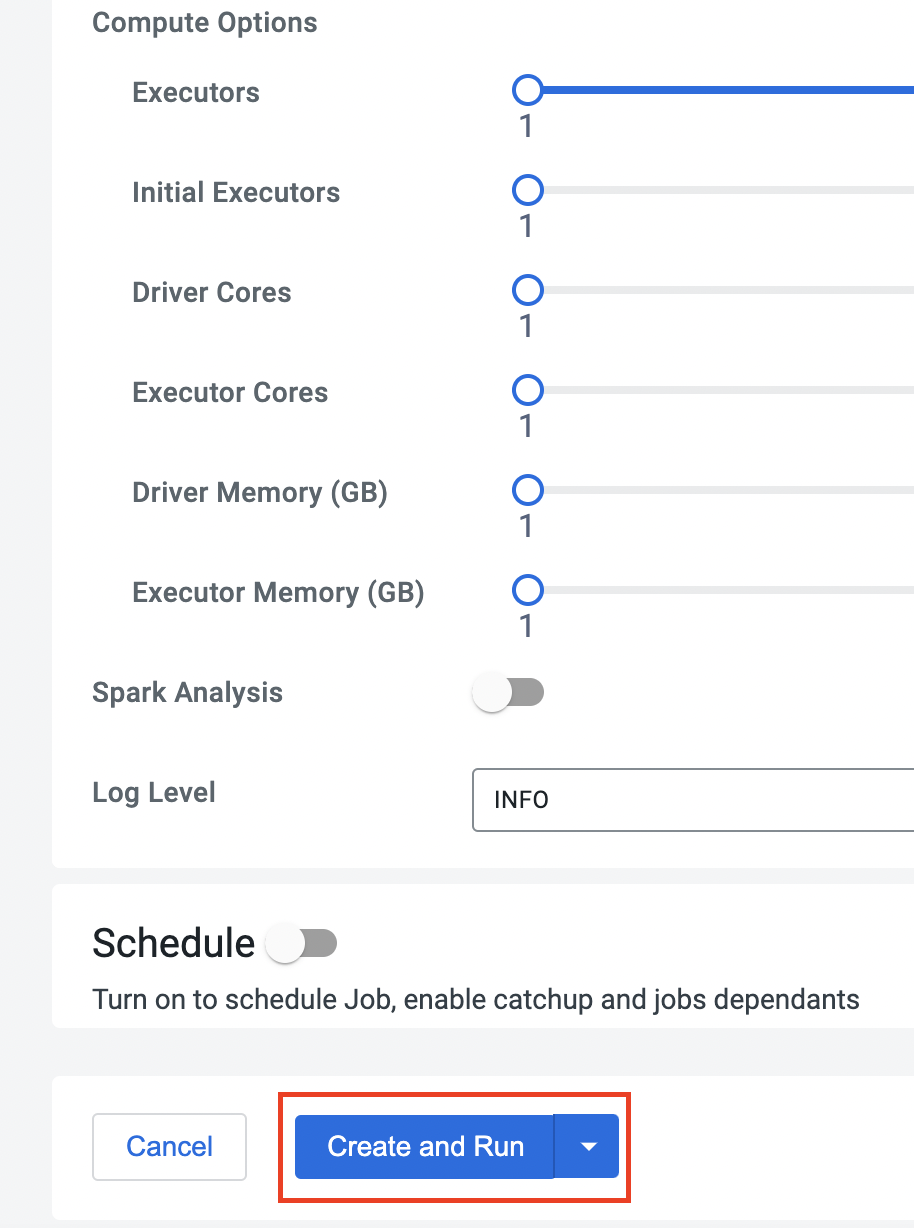 Compute Options
Executors
1
Initial Executors
1
Driver Cores
1
Executor Cores
1
Driver Memory (GB)
1
Executor Memory (GB)
1
Spark Analysis
Log Level
INFO
Schedule
Turn on to schedule Job, enable catchup and jobs dependants
Cancel
Create and Run